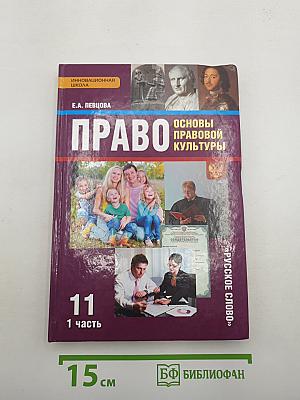 ИННОВАЦИОННАЯ
ШКОЛА
Е.А. ПЕВЦОВА
ПРАВО
ОСНОВЫ
ПРАВОВОЙ
КУЛЬТУРЫ
11
1 часть
«РУССКОЕ СЛОВО»
15 см
БФ БИБЛИОФАН